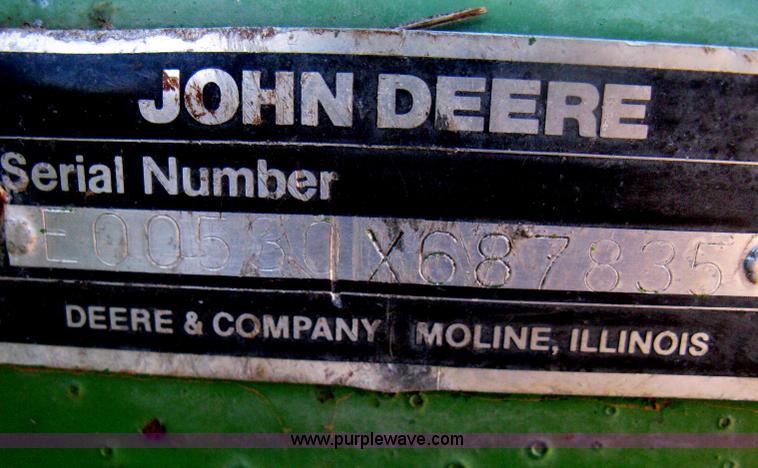 JOHN DEERE
Serial Number
E00530X687835
DEERE & COMPANY MOLINE, ILLINOIS
www.purplewave.com